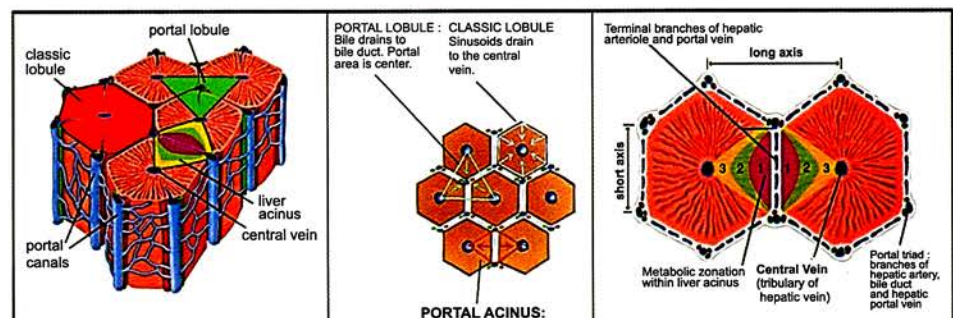 portal lobule
classic
lobule
liver
acinus
central vein
portal
canals
PORTAL LOBULE :
Bile drains to
bile duct. Portal
area is center.
CLASSIC LOBULE
Sinusoids drain
to the central
vein.
PORTAL ACINUS:
Terminal branches of hepatic
arteriole and portal vein
long axis
short axis
3 2 1 1 2 3
Metabolic zonation
within liver acinus
Central Vein
(tributary of
hepatic vein)
Portal triad :
branches of
hepatic artery,
bile duct
and hepatic
portal vein